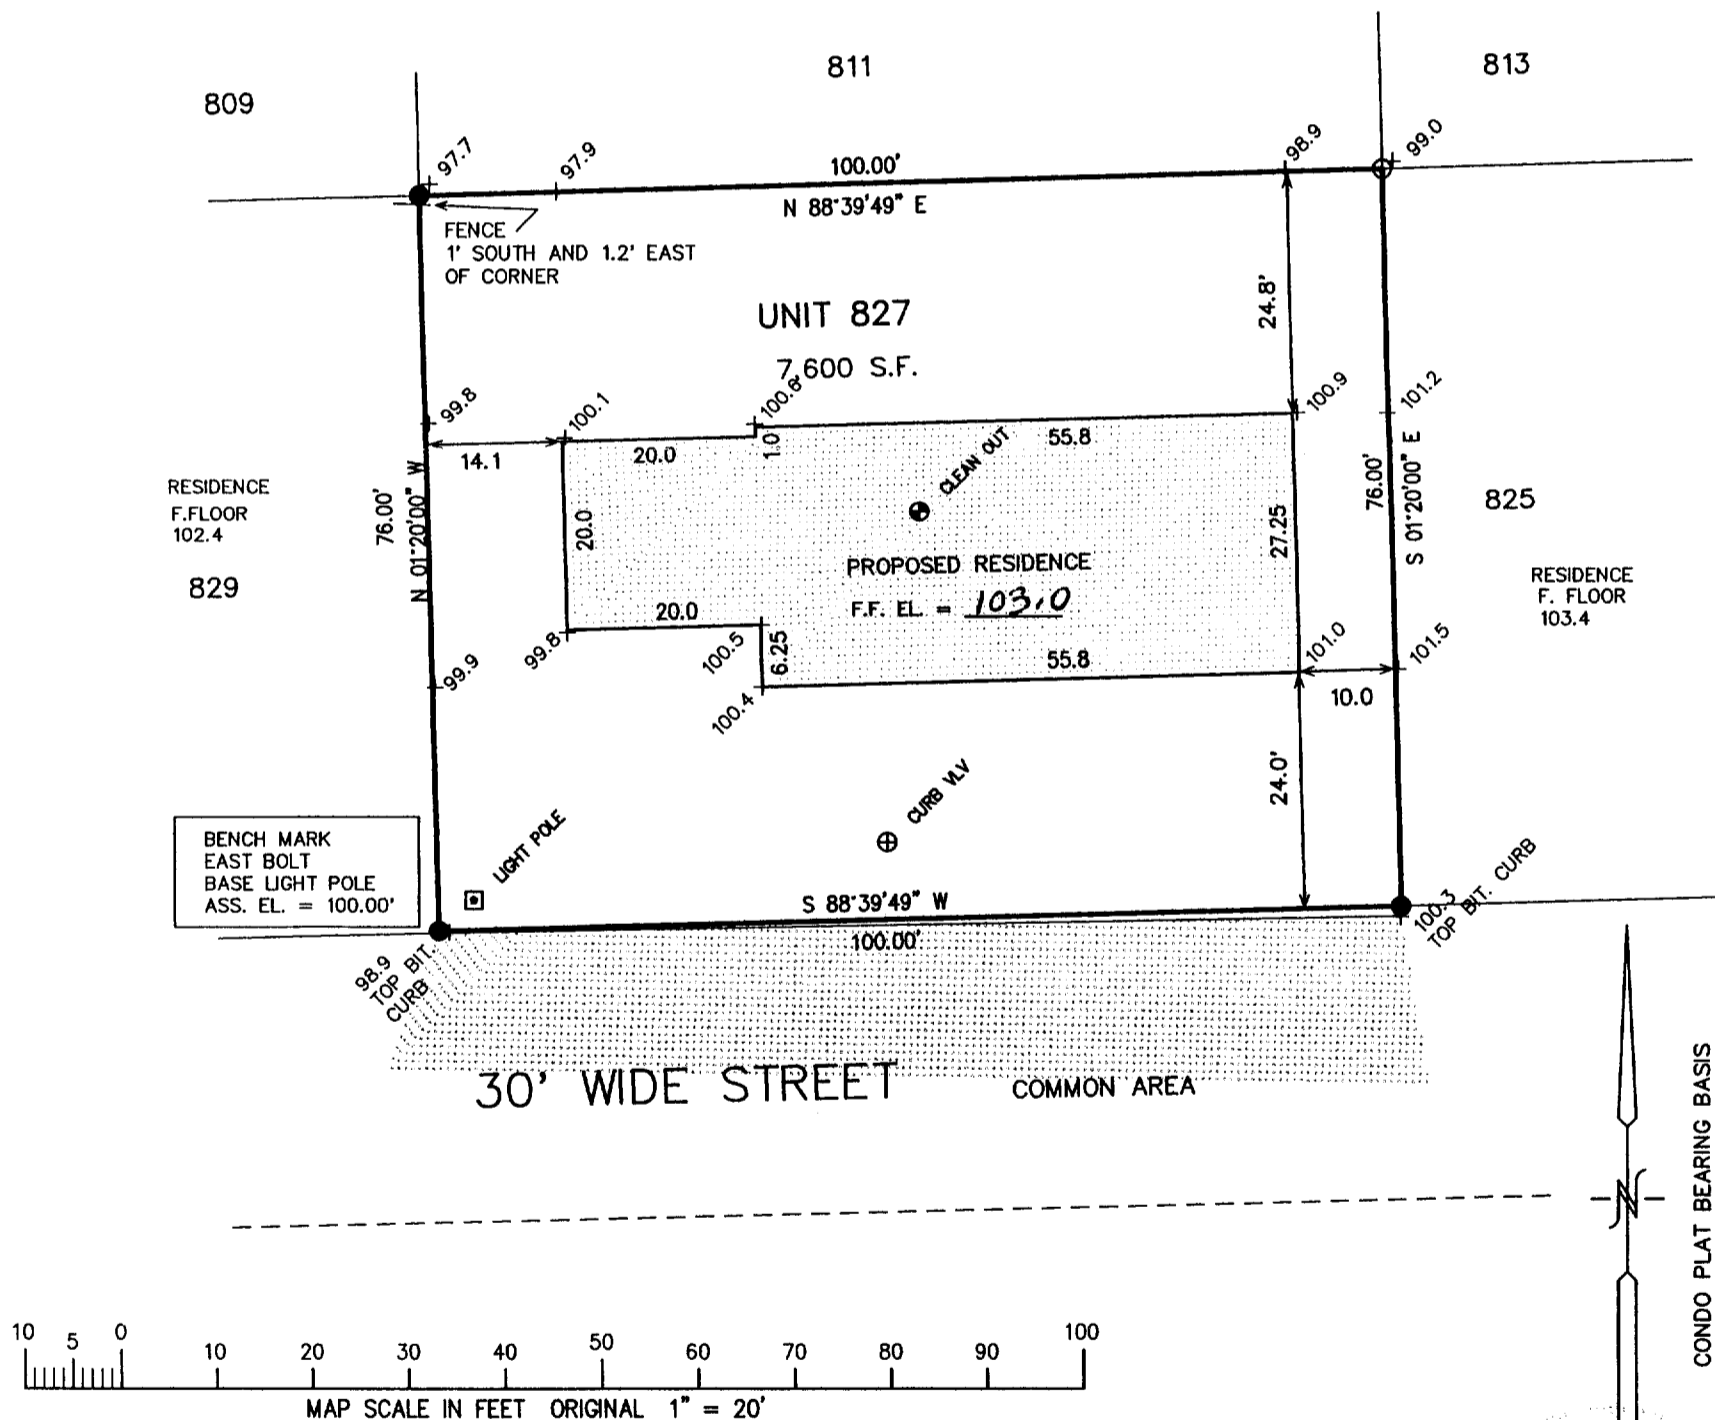 811
813
809
97.7
97.9
100.00'
98.9
99.0
N 88°39'49" E
FENCE
1' SOUTH AND 1.2' EAST
OF CORNER
24.8'
UNIT 827
7,600 S.F.
99.8
100.1
100.6'
100.9
101.2
14.1
20.0
1.0'
55.8
CLEAN OUT
RESIDENCE
F.FLOOR
102.4
829
76.00'
N 01°20'00" W
20.0
27.25
76.00'
S 01°20'00" E
825
RESIDENCE
F. FLOOR
103.4
PROPOSED RESIDENCE
F.F. EL. = 103.0
20.0
99.8
100.5
6.25
55.8
101.0
101.5
99.9
100.4
10.0
24.0'
CURB VLV
LIGHT POLE
BENCH MARK
EAST BOLT
BASE LIGHT POLE
ASS. EL. = 100.00'
S 88°39'49" W
100.00'
100.3
TOP BIT. CURB
98.9
TOP BIT.
CURB
30' WIDE STREET
COMMON AREA
CONDO PLAT BEARING BASIS
N
10 5 0 10 20 30 40 50 60 70 80 90 100
MAP SCALE IN FEET ORIGINAL 1" = 20'